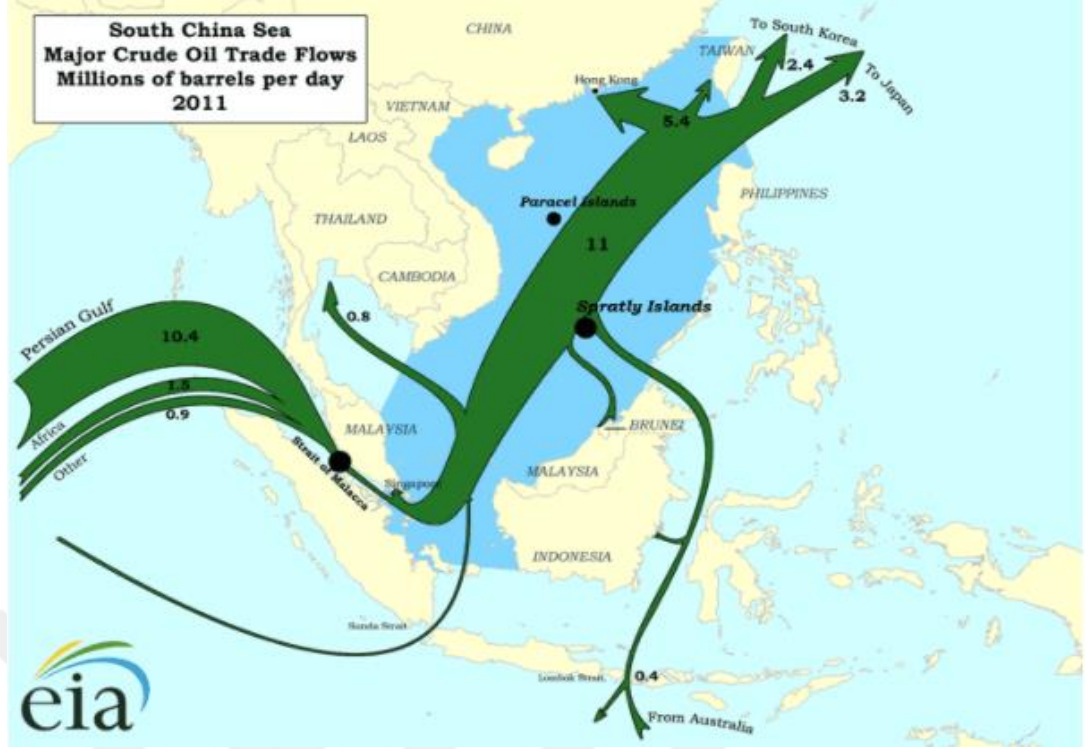 South China Sea
Major Crude Oil Trade Flows
Millions of barrels per day
2011
CHINA
To South Korea
TAIWAN
2.4
To Japan
3.2
Hong Kong
5.4
VIETNAM
LAOS
Paracel Islands
PHILIPPINES
THAILAND
11
CAMBODIA
Spratly Islands
0.8
Persian Gulf
10.4
1.5
0.9
Africa
Other
MALAYSIA
BRUNEI
Strait of Malacca
Singapore
MALAYSIA
INDONESIA
Sunda Strait
Lombok Strait
0.4
From Australia
eia